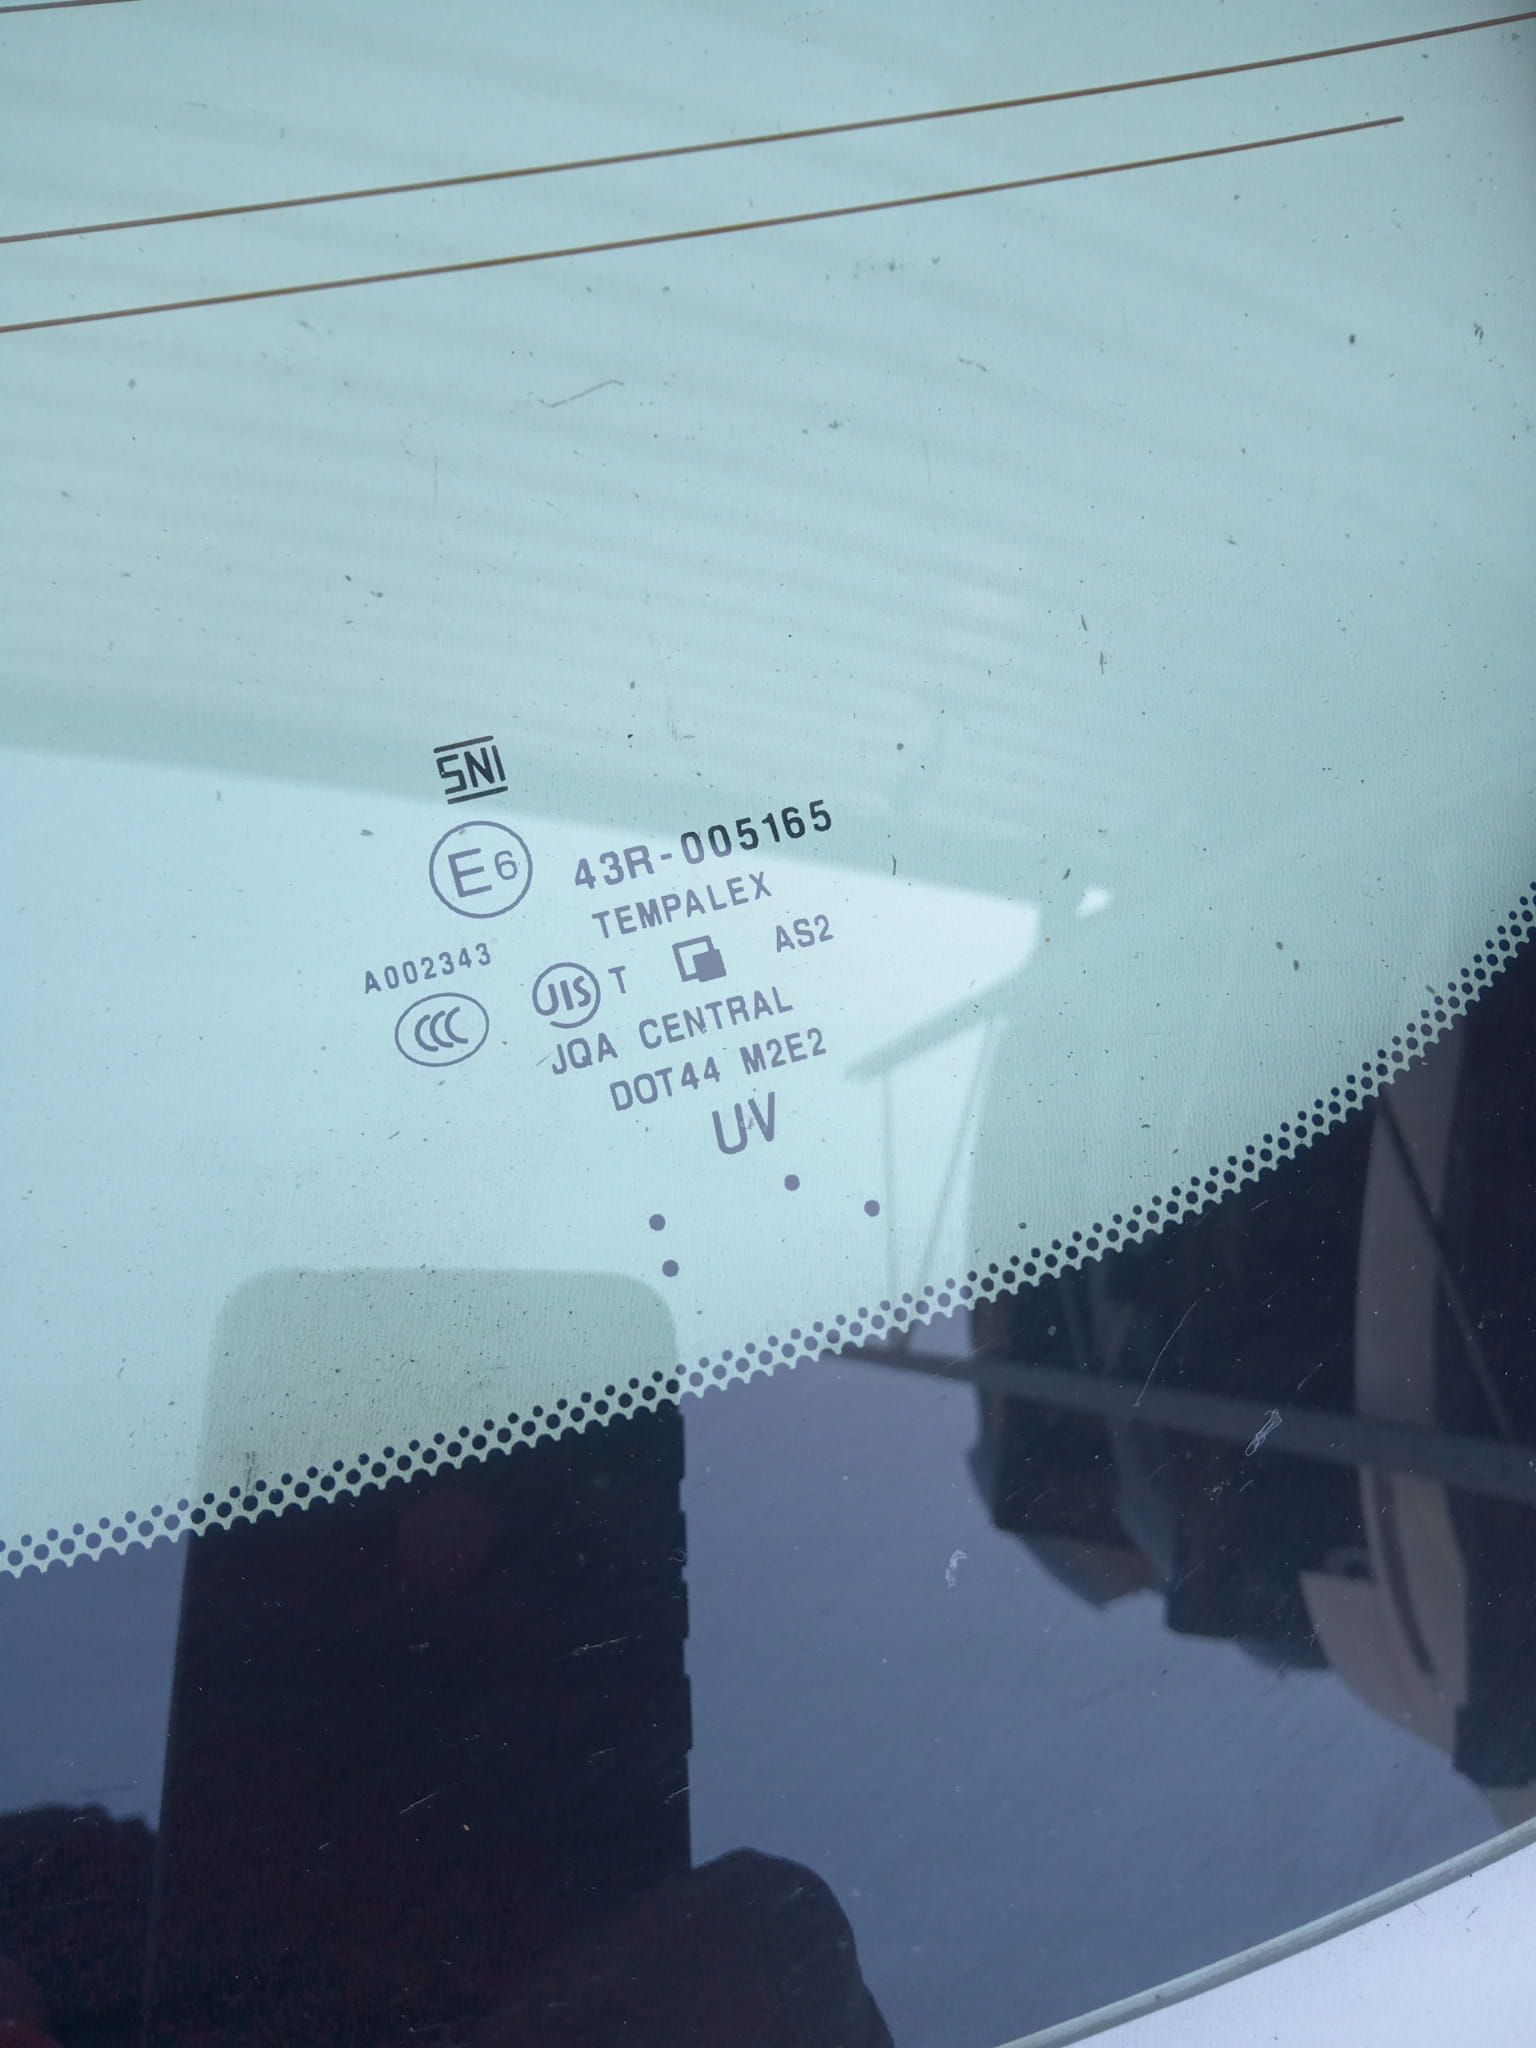 SNI
E6 43R-005165
TEMPALEX
A002343
CCC JIS T AS2
JQA CENTRAL
DOT44 M2E2
UV